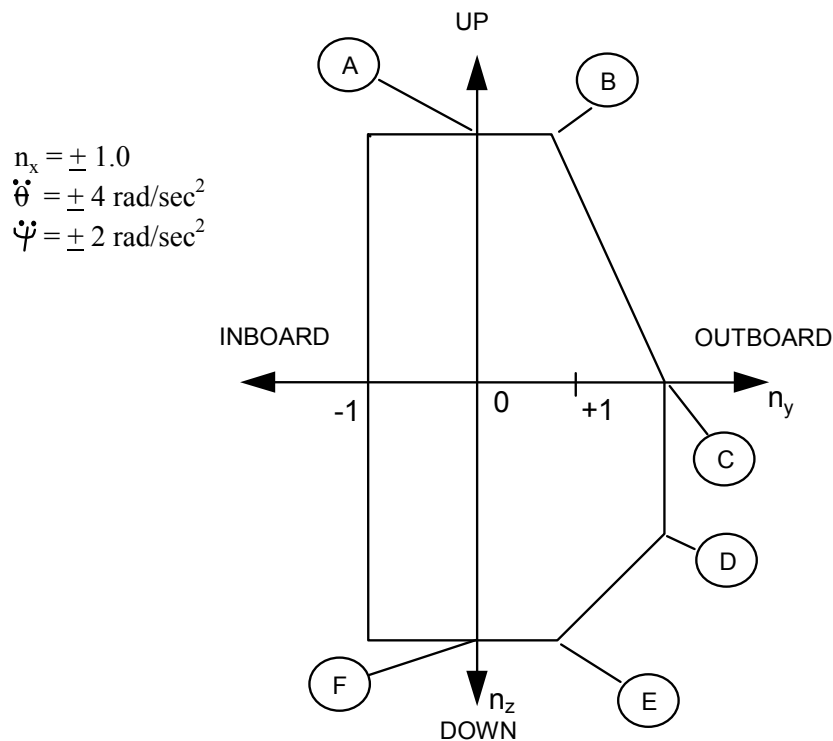 UP
A
B
n_x = ± 1.0
θ̈ = ± 4 rad/sec²
ψ̈ = ± 2 rad/sec²
INBOARD
OUTBOARD
-1
0
+1
n_y
C
D
F
E
n_z
DOWN